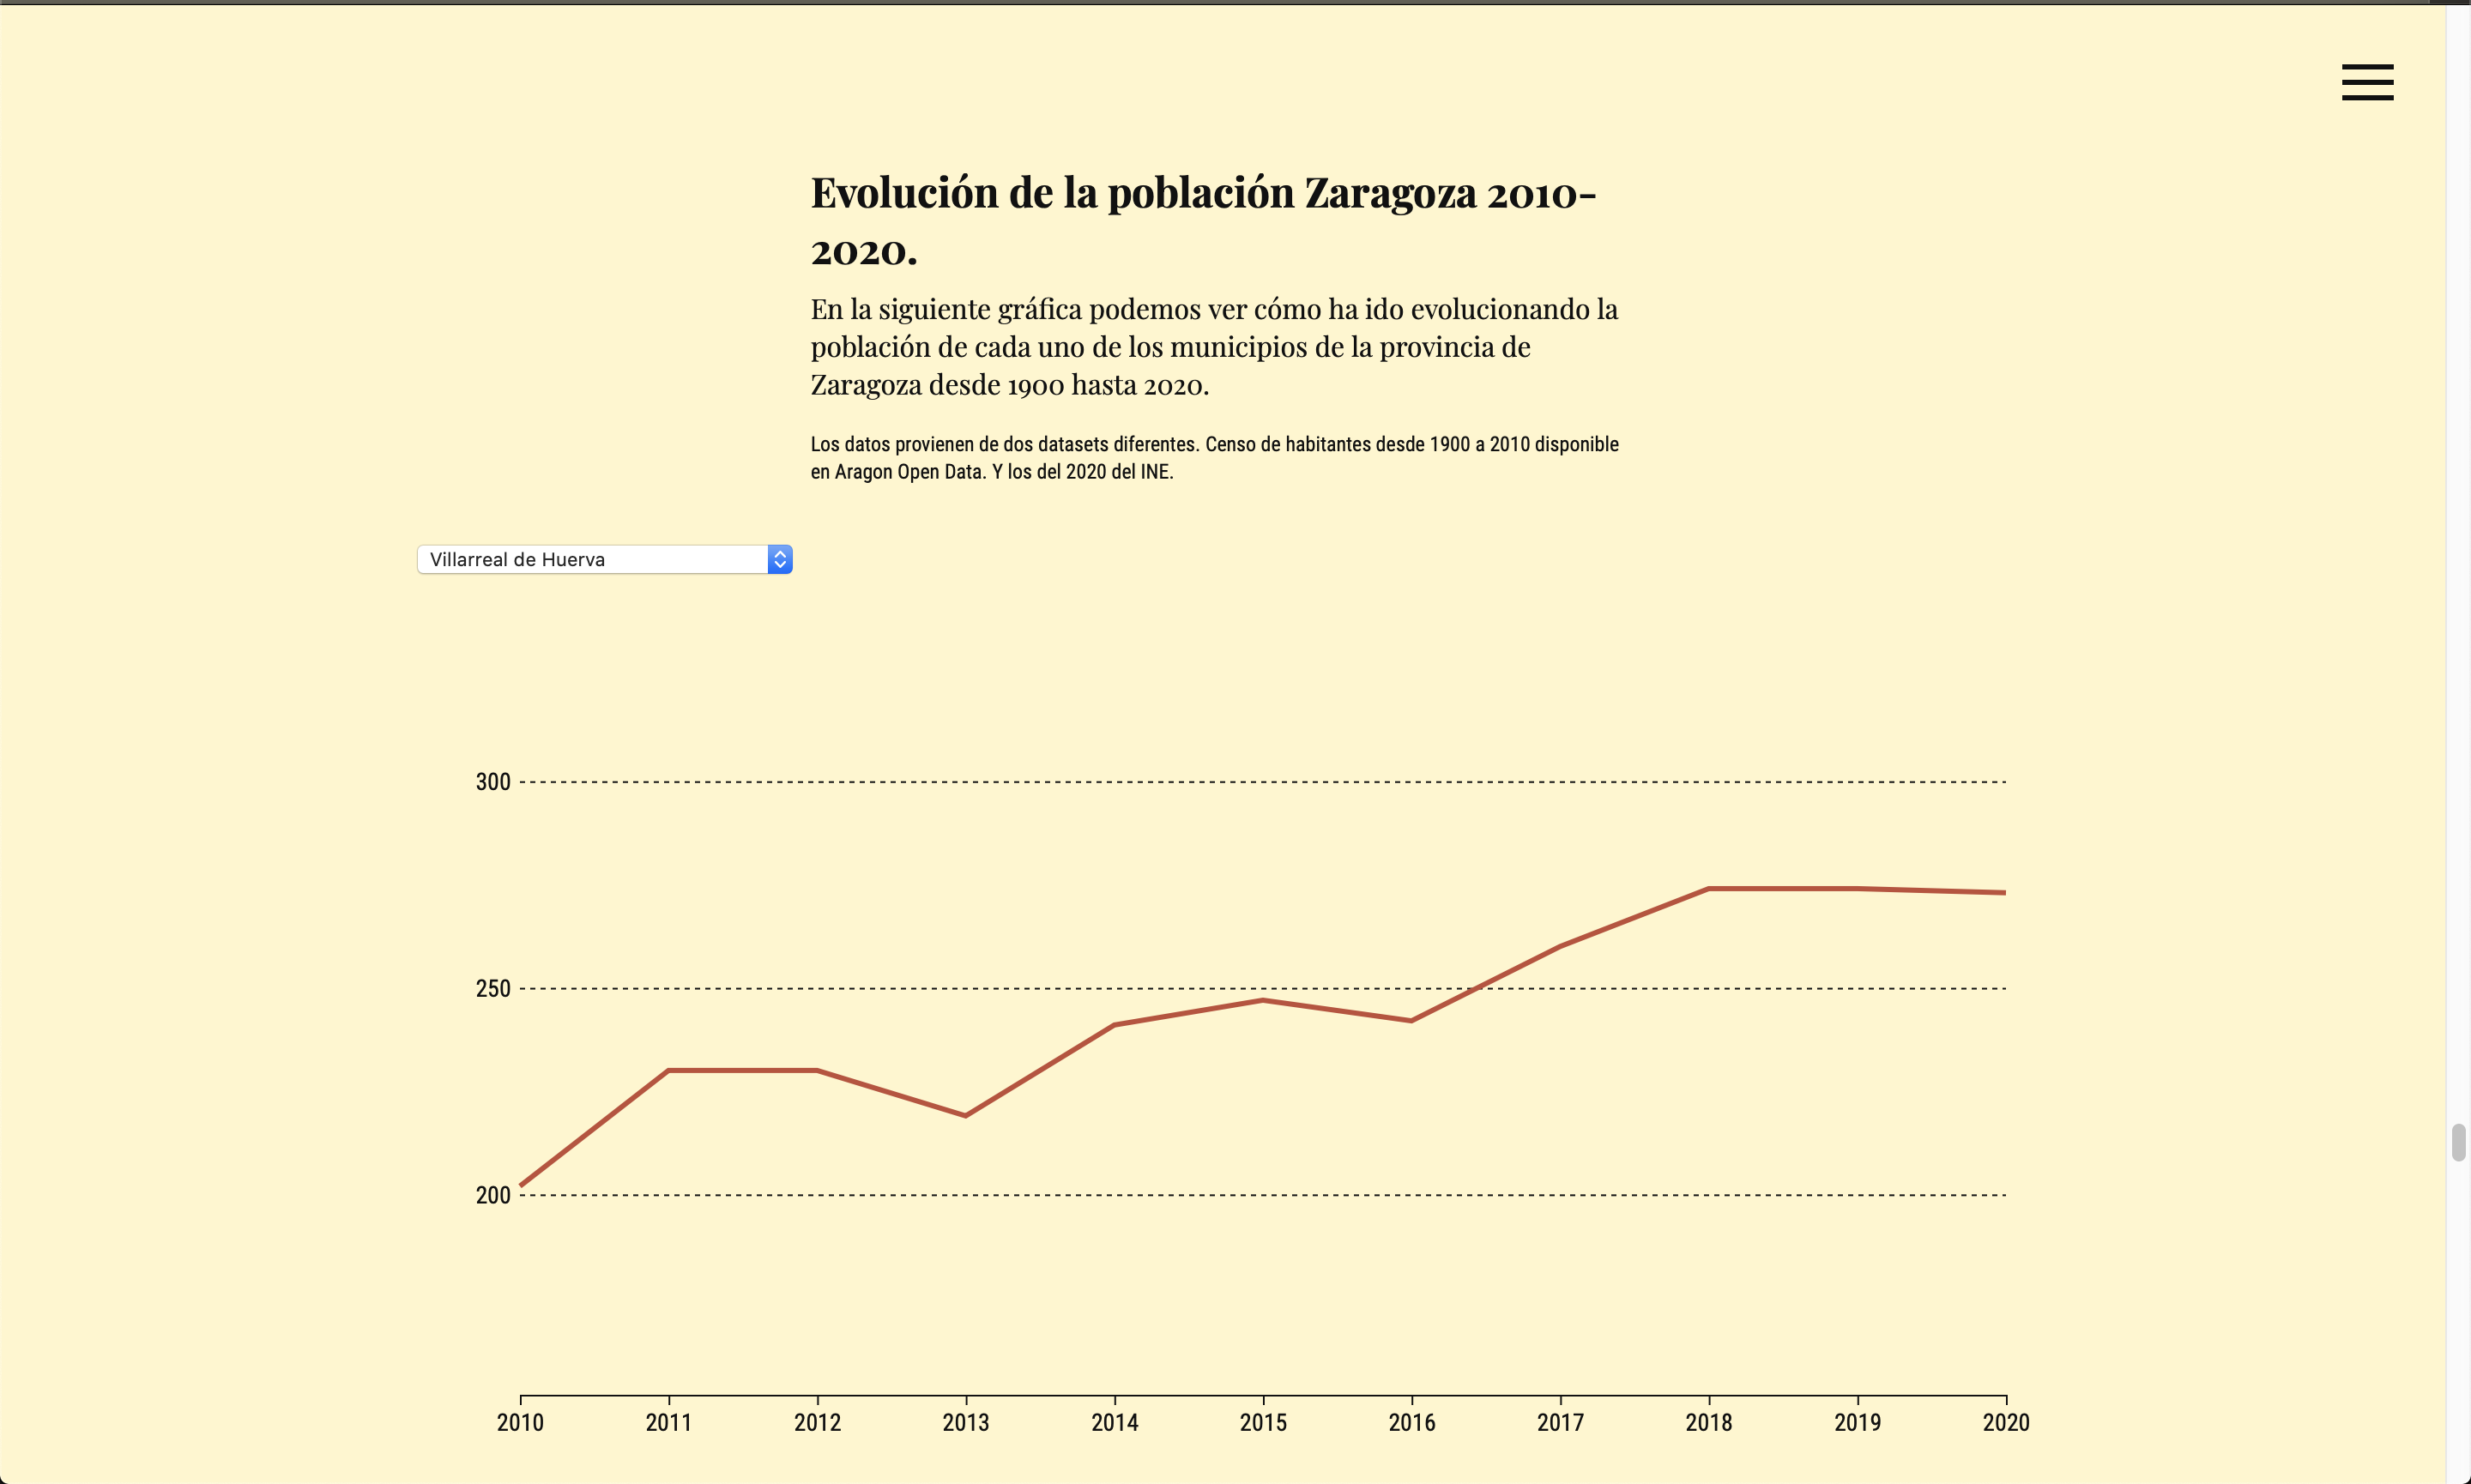 Evolución de la población Zaragoza 2010-
2020.
En la siguiente gráfica podemos ver cómo ha ido evolucionando la
población de cada uno de los municipios de la provincia de
Zaragoza desde 1900 hasta 2020.
Los datos provienen de dos datasets diferentes. Censo de habitantes desde 1900 a 2010 disponible
en Aragon Open Data. Y los del 2020 del INE.
Villarreal de Huerva
300
250
200
2010 2011 2012 2013 2014 2015 2016 2017 2018 2019 2020